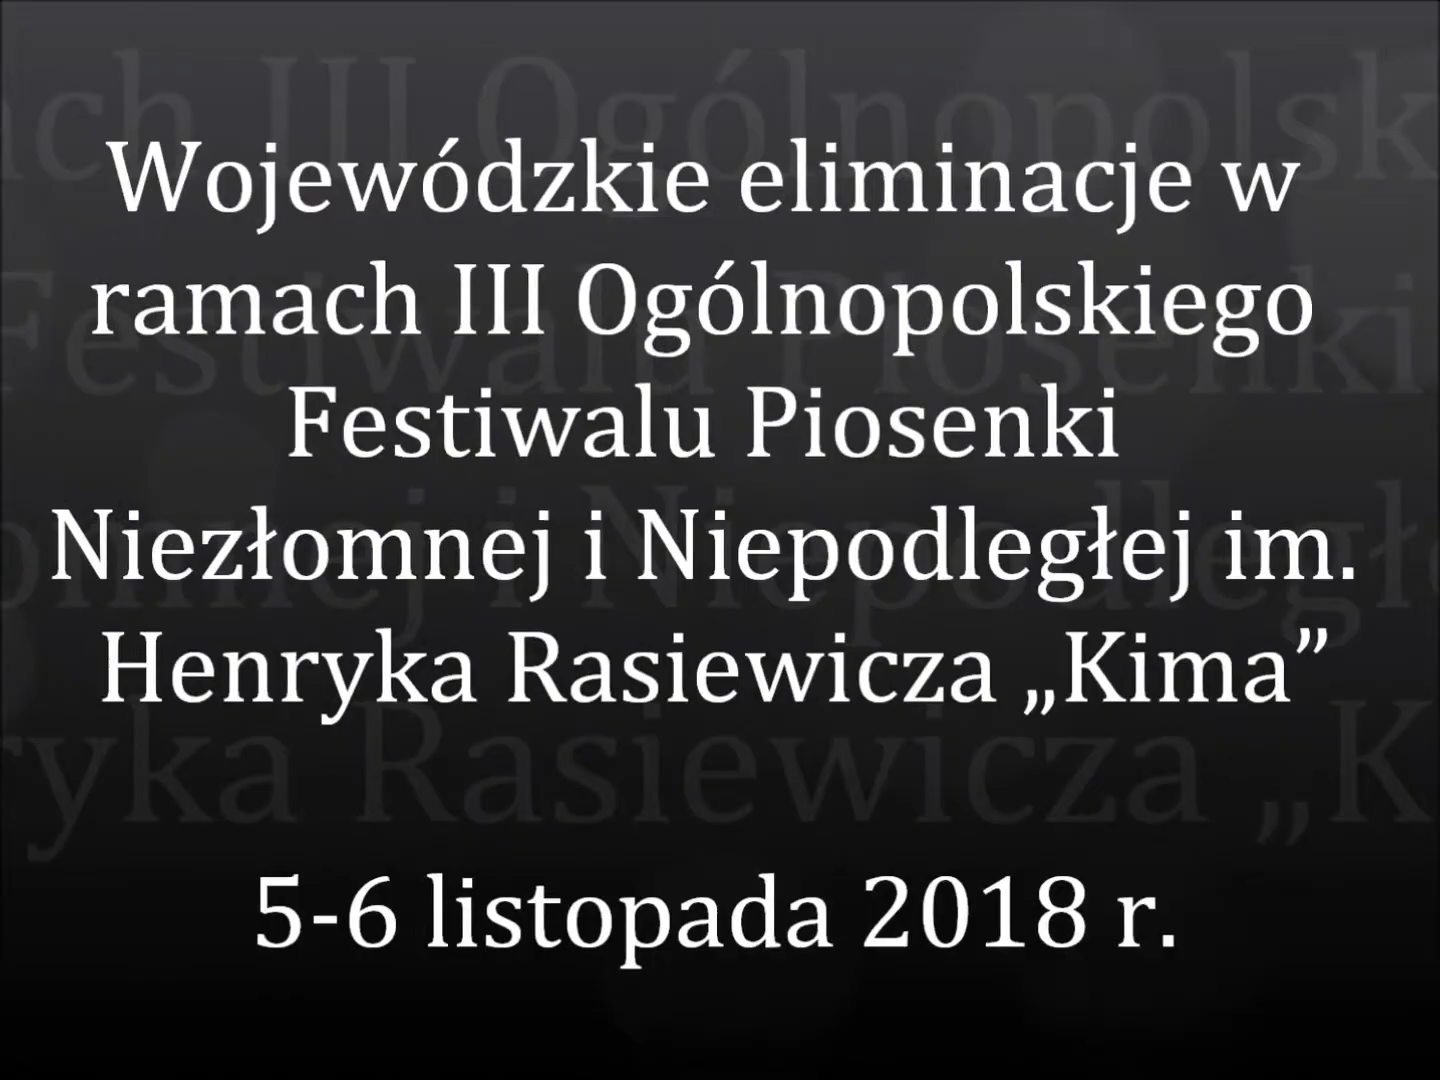 Wojewódzkie eliminacje w
ramach III Ogólnopolskiego
Festiwalu Piosenki
Niezłomnej i Niepodległej im.
Henryka Rasiewicza „Kima”
5-6 listopada 2018 r.